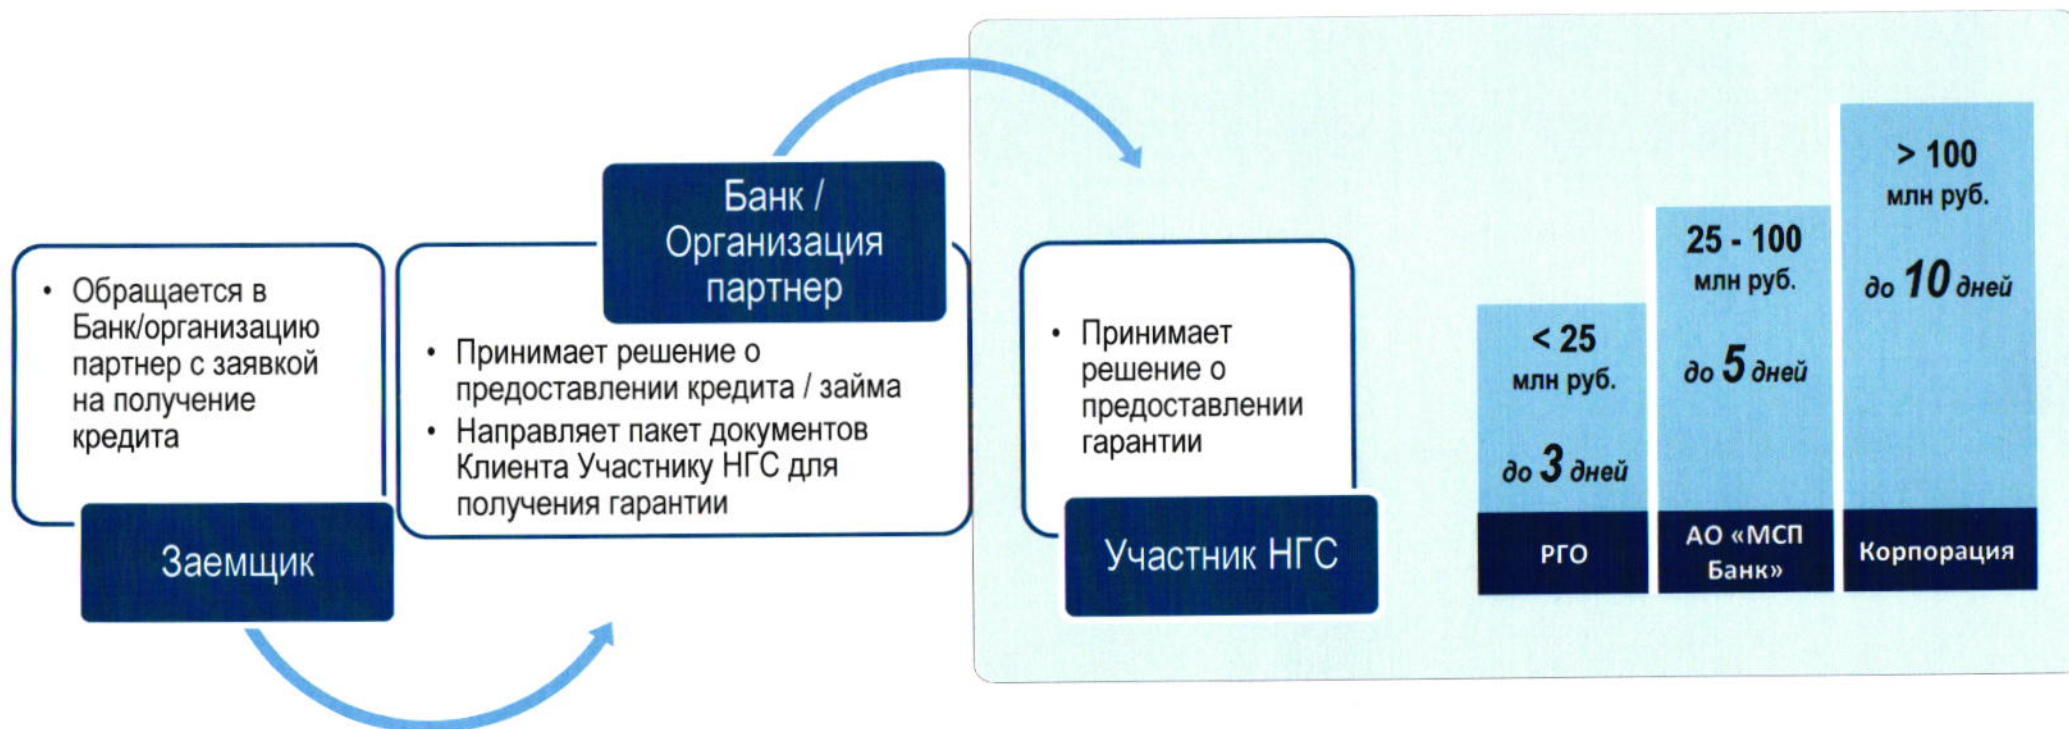 • Обращается в
Банк/организацию
партнер с заявкой
на получение
кредита
Заемщик
Банк /
Организация
партнер
• Принимает решение о
предоставлении кредита / займа
• Направляет пакет документов
Клиента Участнику НГС для
получения гарантии
• Принимает
решение о
предоставлении
гарантии
Участник НГС
< 25
млн руб.
до 3 дней
РГО
25 - 100
млн руб.
до 5 дней
АО «МСП
Банк»
> 100
млн руб.
до 10 дней
Корпорация